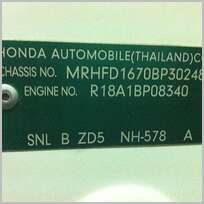 HONDA AUTOMOBILE(THAILAND)C
CHASSIS NO. MRHFD1670BP30248
ENGINE NO. R18A1BP08340
SNL B ZD5 NH-578 A